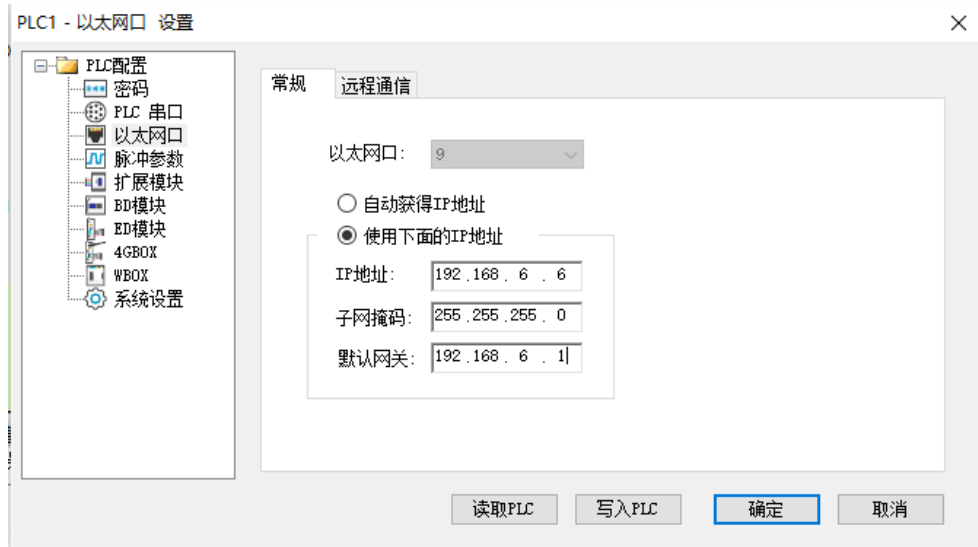 PLC1 - 以太网口 设置
PLC配置
密码
PLC 串口
以太网口
脉冲参数
扩展模块
BD模块
ED模块
4GBOX
WBOX
系统设置
常规
远程通信
以太网口: 9
自动获得IP地址
使用下面的IP地址
IP地址: 192 .168 . 6 . 6
子网掩码: 255 .255 .255 . 0
默认网关: 192 .168 . 6 . 1
读取PLC
写入PLC
确定
取消